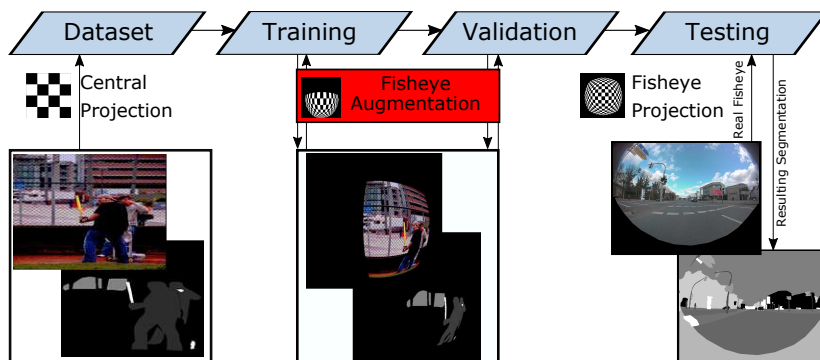 Dataset
Training
Validation
Testing
Central
Projection
Fisheye
Augmentation
Fisheye
Projection
Real Fisheye
Resulting Segmentation